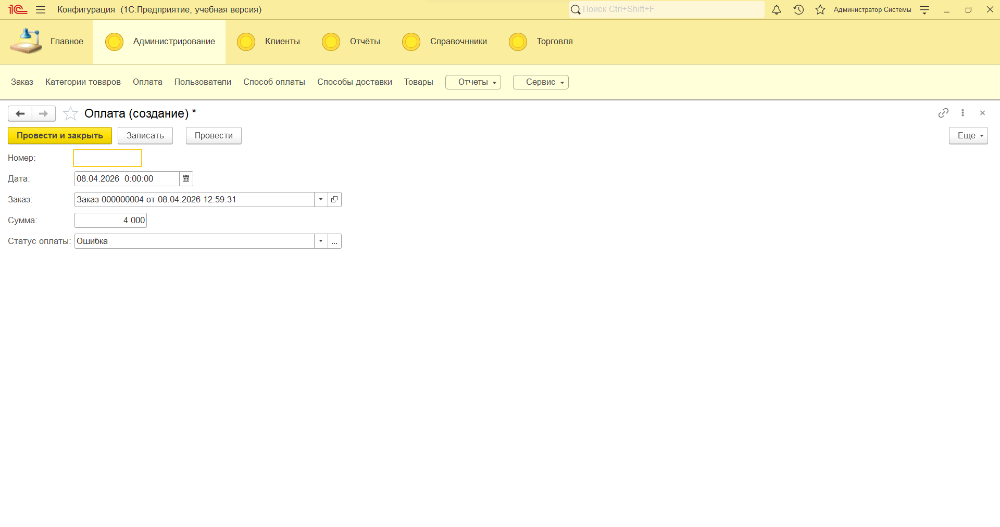 1С Конфигурация (1С:Предприятие, учебная версия) Поиск Ctrl+Shift+F Администратор Системы
Главное Администрирование Клиенты Отчёты Справочнники Торговля
Заказ Категории товаров Оплата Пользователи Способ оплаты Способы доставки Товары Отчеты Сервис
Оплата (создание) *
Провести и закрыть Записать Провести Еще
Номер:
Дата: 08.04.2026 0:00:00
Заказ: Заказ 000000004 от 08.04.2026 12:59:31
Сумма: 4 000
Статус оплаты: Ошибка ...